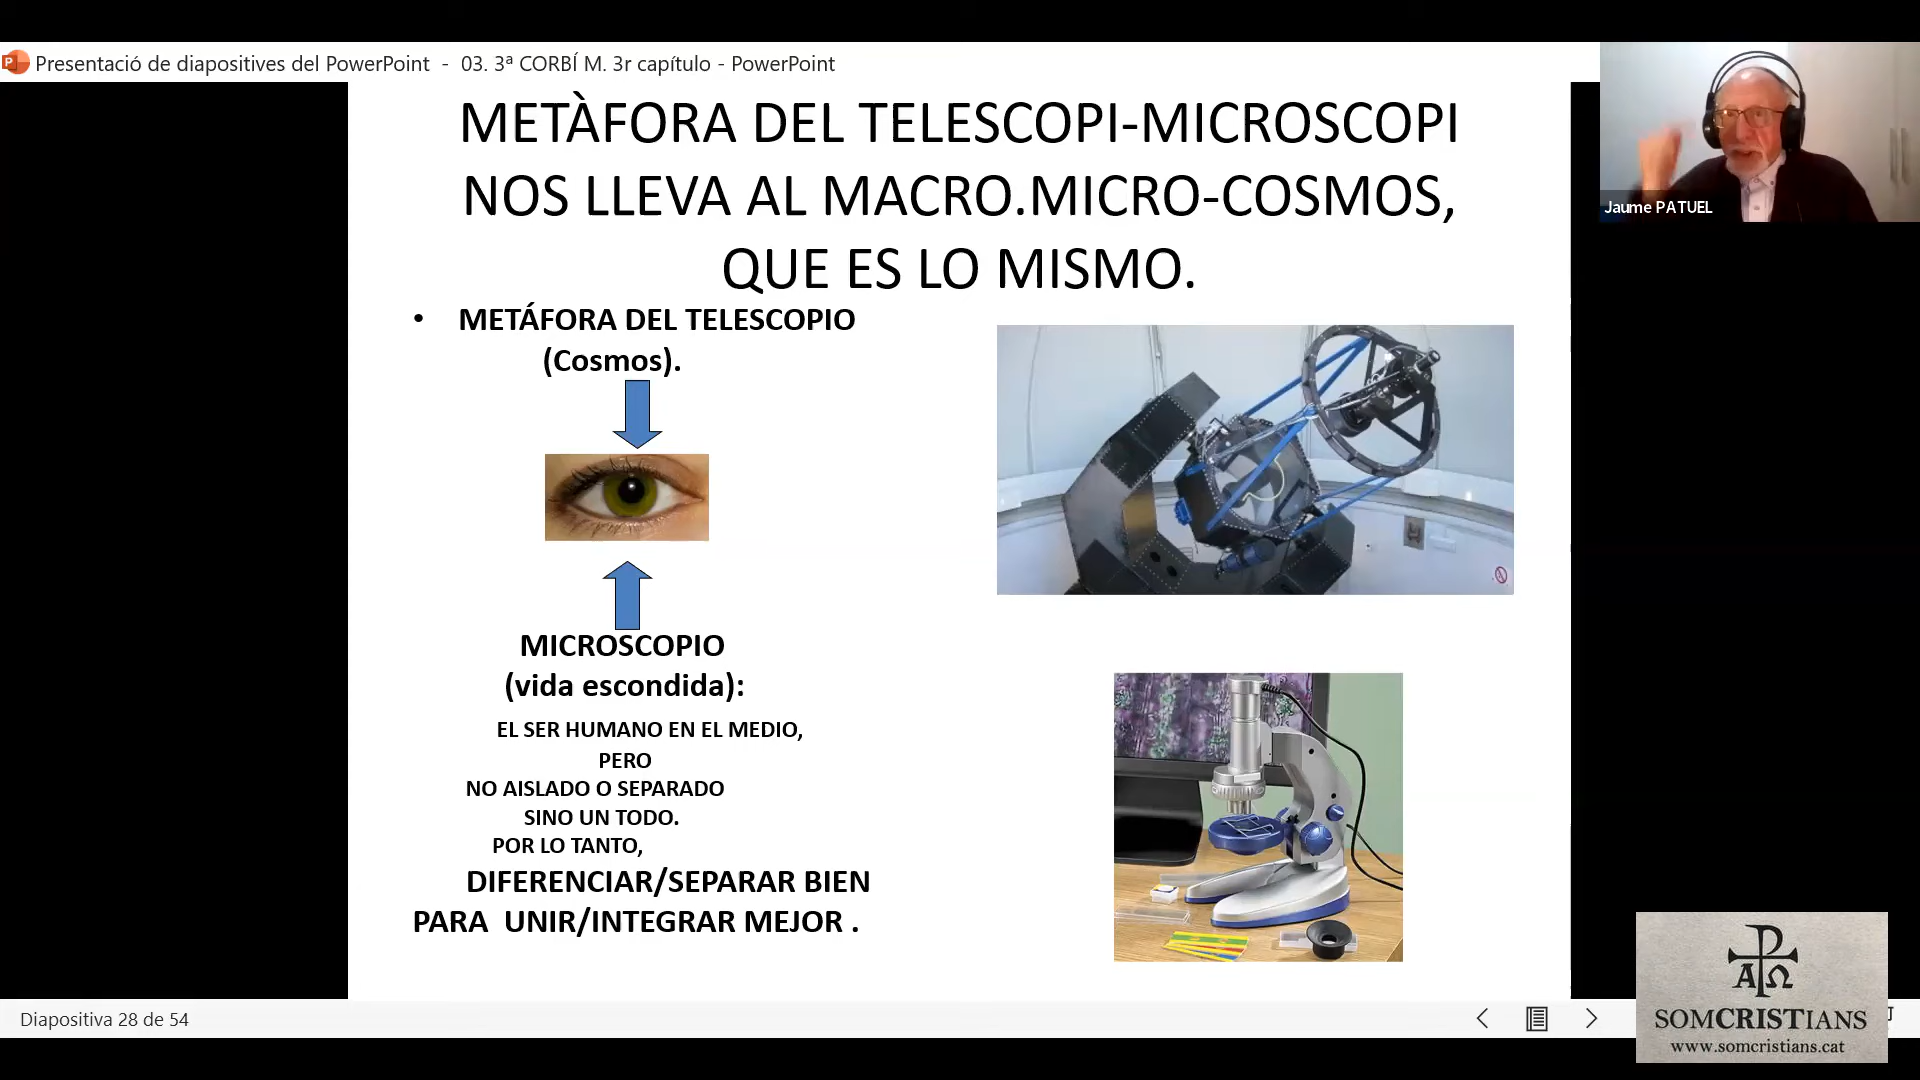 Presentació de diapositives del PowerPoint - 03. 3ª CORBÍ M. 3r capítulo - PowerPoint
METÀFORA DEL TELESCOPI-MICROSCOPI
NOS LLEVA AL MACRO.MICRO-COSMOS,
QUE ES LO MISMO.
• METÁFORA DEL TELESCOPIO
(Cosmos).
MICROSCOPIO
(vida escondida):
EL SER HUMANO EN EL MEDIO,
PERO
NO AISLADO O SEPARADO
SINO UN TODO.
POR LO TANTO,
DIFERENCIAR/SEPARAR BIEN
PARA UNIR/INTEGRAR MEJOR .
Jaume PATUEL
Diapositiva 28 de 54
SOMCRISTIANS
www.somcristians.cat